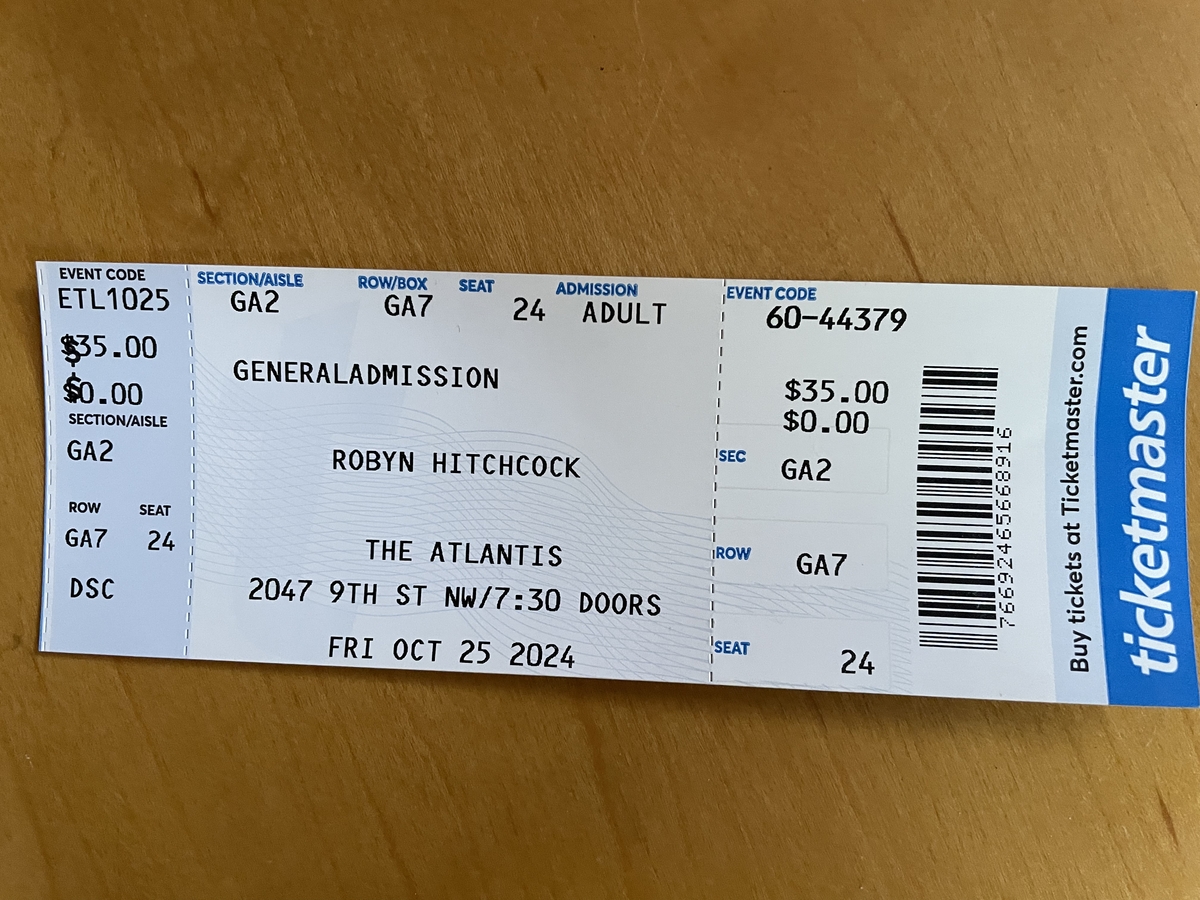 EVENT CODE
ETL1025
$35.00
$0.00
SECTION/AISLE
GA2
ROW SEAT
GA7 24
DSC
SECTION/AISLE ROW/BOX SEAT ADMISSION
GA2 GA7 24 ADULT
GENERALADMISSION
ROBYN HITCHCOCK
THE ATLANTIS
2047 9TH ST NW/7:30 DOORS
FRI OCT 25 2024
EVENT CODE
60-44379
$35.00
$0.00
SEC GA2
ROW GA7
SEAT 24
76692465668916
Buy tickets at Ticketmaster.com
ticketmaster